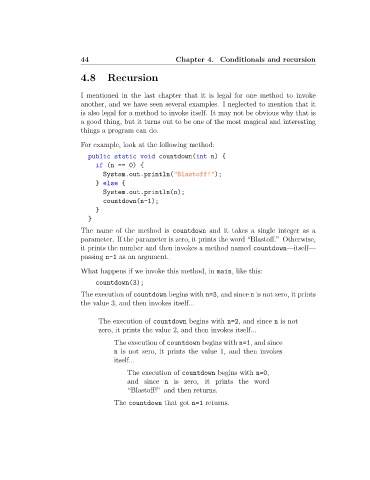 44 Chapter 4. Conditionals and recursion
4.8 Recursion
I mentioned in the last chapter that it is legal for one method to invoke
another, and we have seen several examples. I neglected to mention that it
is also legal for a method to invoke itself. It may not be obvious why that is
a good thing, but it turns out to be one of the most magical and interesting
things a program can do.
For example, look at the following method:
public static void countdown(int n) {
if (n == 0) {
System.out.println("Blastoff!");
} else {
System.out.println(n);
countdown(n-1);
}
}
The name of the method is countdown and it takes a single integer as a
parameter. If the parameter is zero, it prints the word “Blastoff.” Otherwise,
it prints the number and then invokes a method named countdown—itself—
passing n-1 as an argument.
What happens if we invoke this method, in main, like this:
countdown(3);
The execution of countdown begins with n=3, and since n is not zero, it prints
the value 3, and then invokes itself...
The execution of countdown begins with n=2, and since n is not
zero, it prints the value 2, and then invokes itself...
The execution of countdown begins with n=1, and since
n is not zero, it prints the value 1, and then invokes
itself...
The execution of countdown begins with n=0,
and since n is zero, it prints the word
“Blastoff!” and then returns.
The countdown that got n=1 returns.